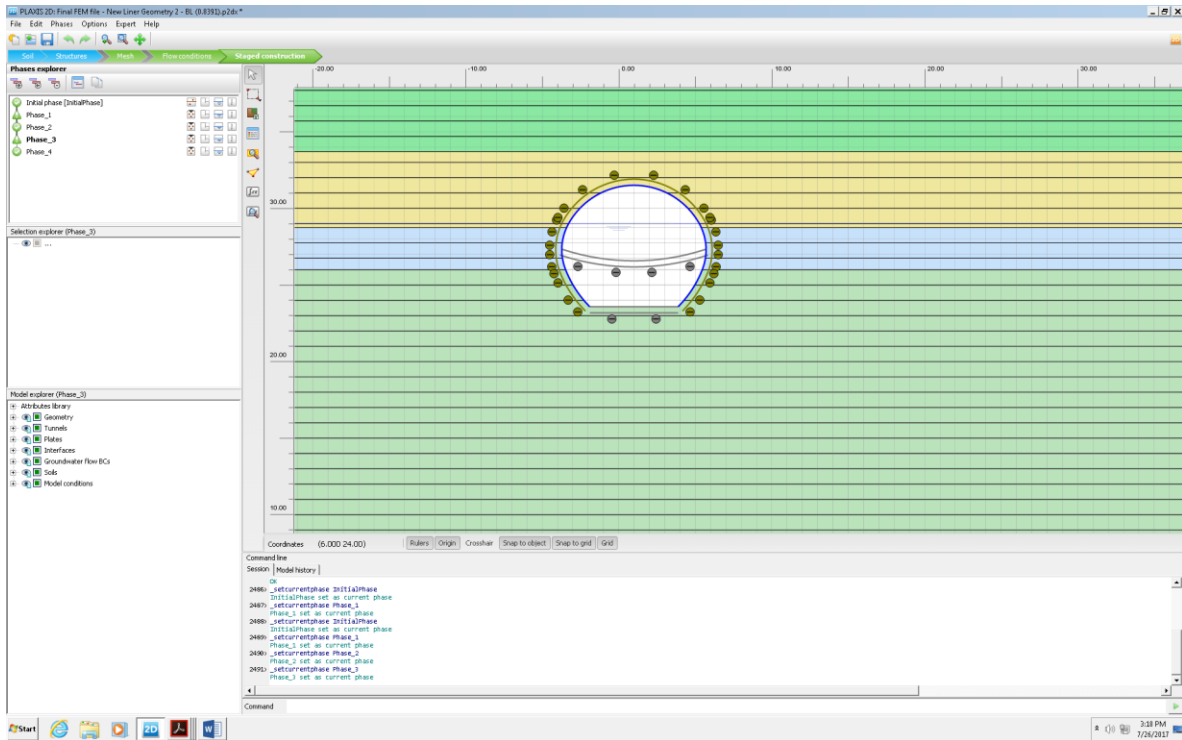 PLAXIS 2D: Final FEM file - New Liner Geometry 2 - BL (0.8391).p2dx *
File Edit Phases Options Expert Help
Soil Structures Mesh Flow conditions Staged construction
Phases explorer
Initial phase [InitialPhase]
Phase_1
Phase_2
Phase_3
Phase_4
Selection explorer (Phase_3)
...
Model explorer (Phase_3)
Attributes library
Geometry
Tunnels
Plates
Interfaces
Groundwater flow BCs
Soils
Model conditions
-20.00 -10.00 0.00 10.00 20.00 30.00
30.00
20.00
10.00
Coordinates (6.000 24.00) Rulers Origin Crosshair Snap to object Snap to grid Grid
Command line
Session Model history
OK
2486> _setcurrentphase InitialPhase
InitialPhase set as current phase
2487> _setcurrentphase Phase_1
Phase_1 set as current phase
2488> _setcurrentphase InitialPhase
InitialPhase set as current phase
2489> _setcurrentphase Phase_1
Phase_1 set as current phase
2490> _setcurrentphase Phase_2
Phase_2 set as current phase
2491> _setcurrentphase Phase_3
Phase_3 set as current phase
Command
Start 2D W 3:18 PM
7/26/2017